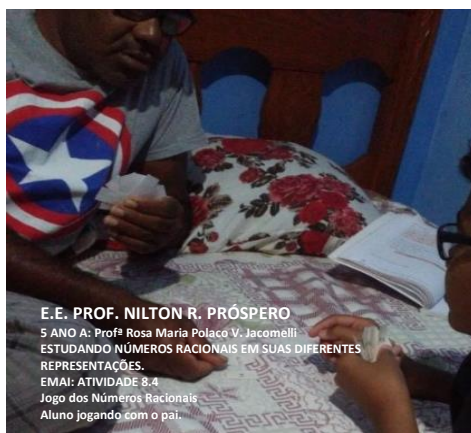 E.E. PROF. NILTON R. PRÓSPERO
5 ANO A: Profª Rosa Maria Polaco V. Jacomelli
ESTUDANDO NÚMEROS RACIONAIS EM SUAS DIFERENTES
REPRESENTAÇÕES.
EMAI: ATIVIDADE 8.4
Jogo dos Números Racionais
Aluno jogando com o pai.